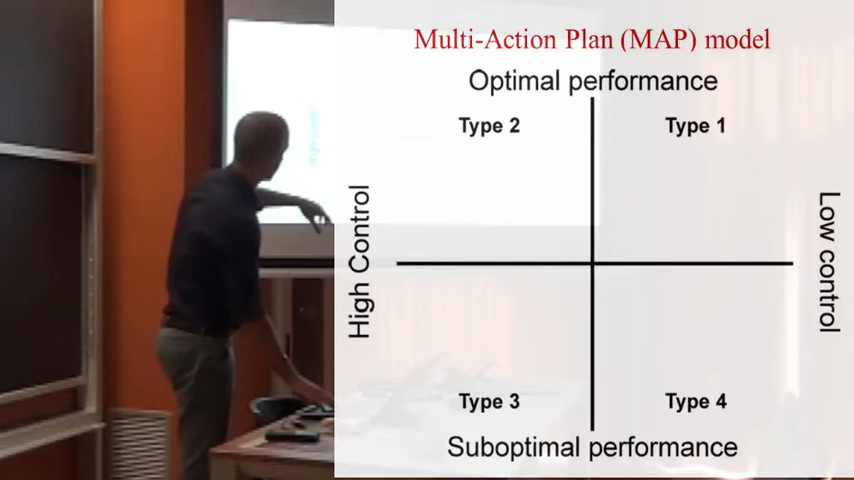 Multi-Action Plan (MAP) model
Optimal performance
Type 2
Type 1
High Control
Low control
Type 3
Type 4
Suboptimal performance